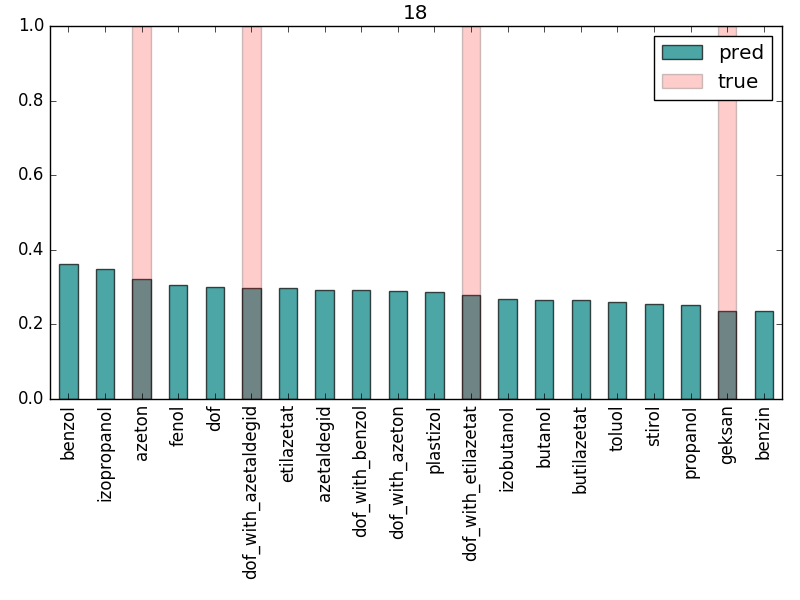 18
1.0
0.8
0.6
0.4
0.2
0.0
pred
true
benzol
izopropanol
azeton
fenol
dof
dof_with_azetaldegid
etilazetat
azetaldegid
dof_with_benzol
dof_with_azeton
plastizol
dof_with_etilazetat
izobutanol
butanol
butilazetat
toluol
stirol
propanol
geksan
benzin